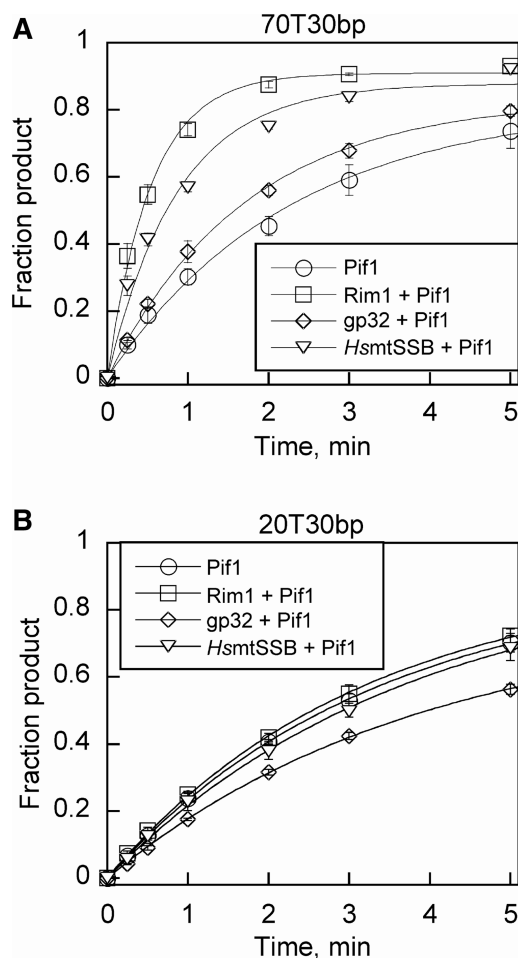 A
70T30bp
Fraction product
1
0.8
0.6
0.4
0.2
0
Pif1
Rim1 + Pif1
gp32 + Pif1
HsmtSSB + Pif1
0 1 2 3 4 5
Time, min
B
20T30bp
Fraction product
1
0.8
0.6
0.4
0.2
0
Pif1
Rim1 + Pif1
gp32 + Pif1
HsmtSSB + Pif1
0 1 2 3 4 5
Time, min